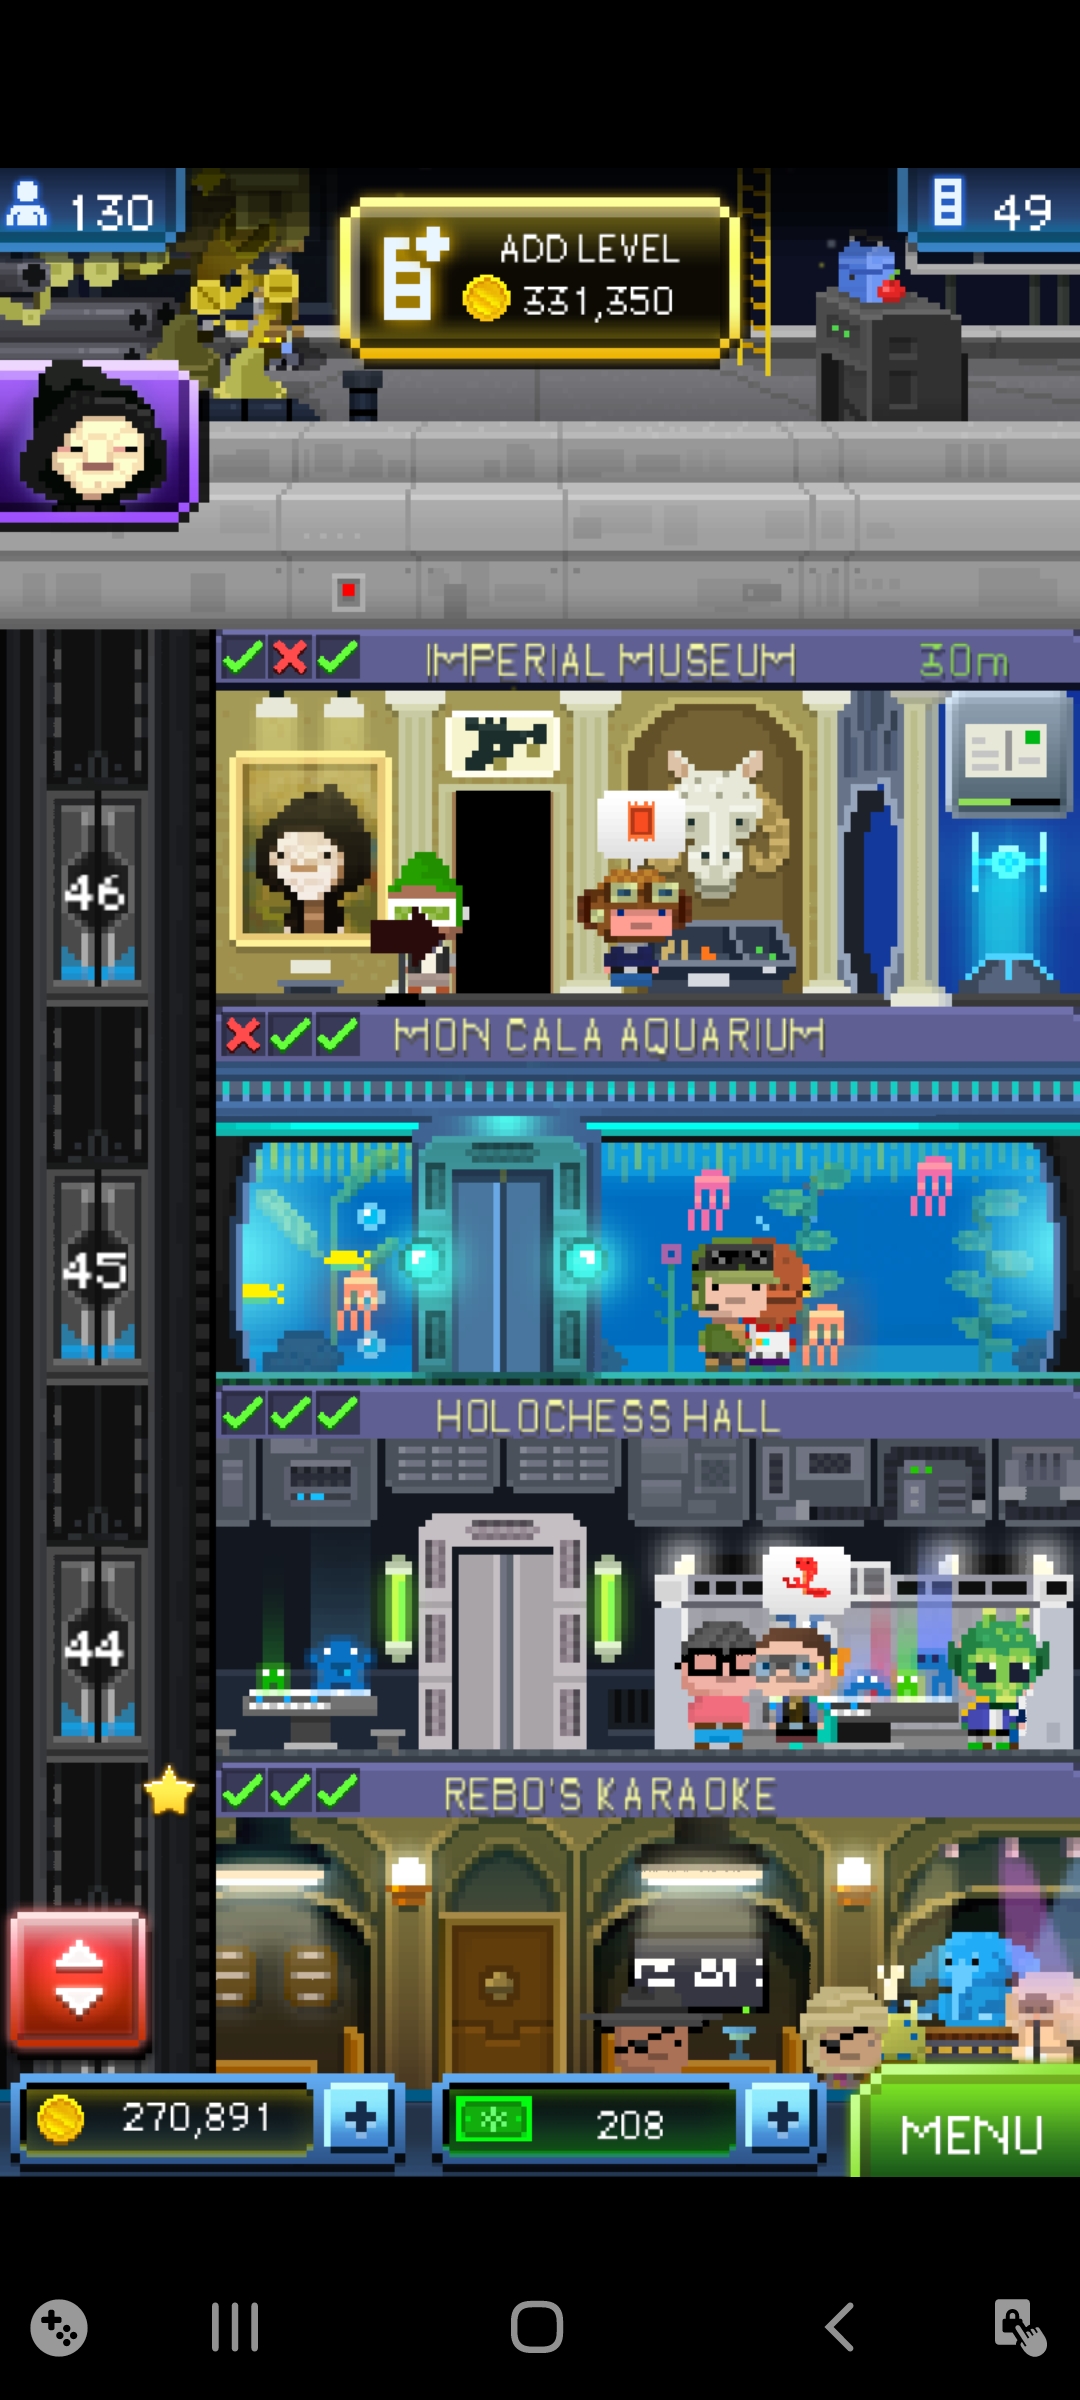 130
ADD LEVEL
331,350
49
IMPERIAL MUSEUM
30m
46
MON CALA AQUARIUM
45
HOLOCHESS HALL
44
REBO'S KARAOKE
270,891
208
MENU